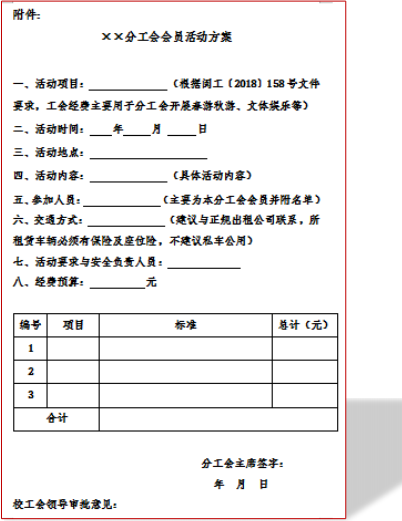 附件：
××分工会会员活动方案
一、活动项目：____________（根据闽工〔2018〕158号文件
要求，工会经费主要用于分工会开展春游秋游、文体娱乐等）
二、活动时间：____年____月____日
三、活动地点：____________
四、活动内容：____________（具体活动内容）
五、参加人员：____________（主要为本分工会会员并附名单）
六、交通方式：____________（建议与正规出租公司联系，所
租赁车辆必须有保险及座位险，不建议私车公用）
七、活动要求与安全负责人员：____________
八、经费预算：________元
编号 项目 标准 总计（元）
1
2
3
合计
分工会主席签字：
年 月 日
校工会领导审批意见：